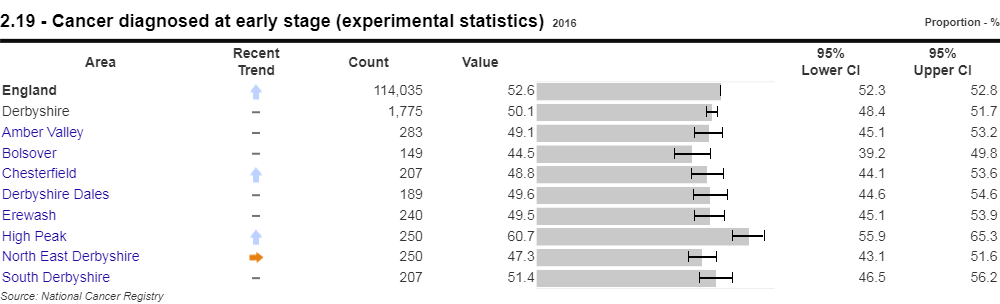 2.19 - Cancer diagnosed at early stage (experimental statistics) 2016 Proportion - %
Area Recent Trend Count Value 95% Lower CI 95% Upper CI
England 114,035 52.6 52.3 52.8
Derbyshire – 1,775 50.1 48.4 51.7
Amber Valley – 283 49.1 45.1 53.2
Bolsover – 149 44.5 39.2 49.8
Chesterfield 207 48.8 44.1 53.6
Derbyshire Dales – 189 49.6 44.6 54.6
Erewash – 240 49.5 45.1 53.9
High Peak 250 60.7 55.9 65.3
North East Derbyshire 250 47.3 43.1 51.6
South Derbyshire – 207 51.4 46.5 56.2
Source: National Cancer Registry